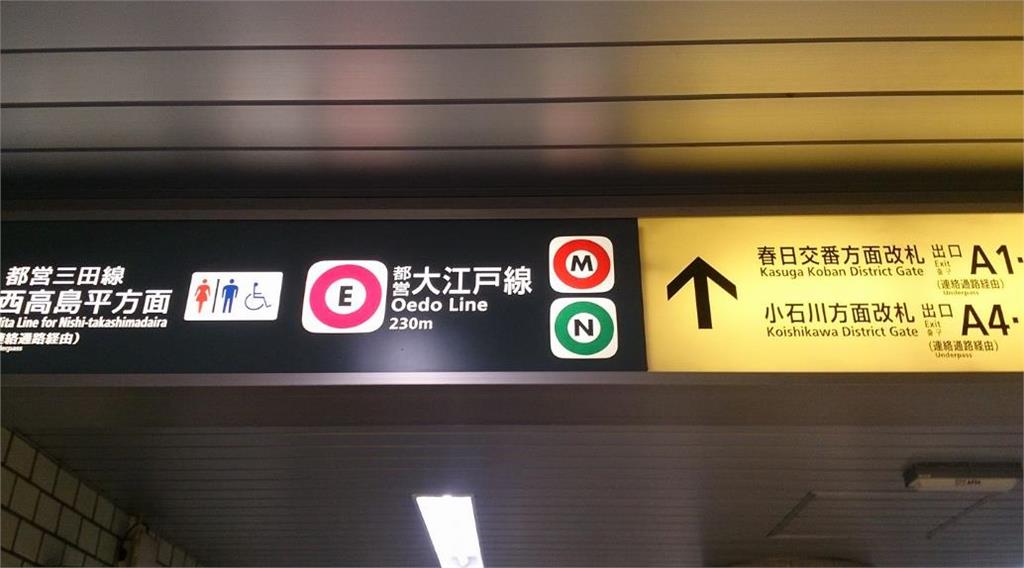 都営三田線
西高島平方面
ita Line for Nishi-takashimadaira
連絡通路経由）
erpass
E
都営大江戸線
Oedo Line
230m
M
N
春日交番方面改札
Kasuga Koban District Gate
出口
Exit
A1
（連絡通路経由）
Underpass
小石川方面改札
Koishikawa District Gate
出口
Exit
A4
（連絡通路経由）
Underpass